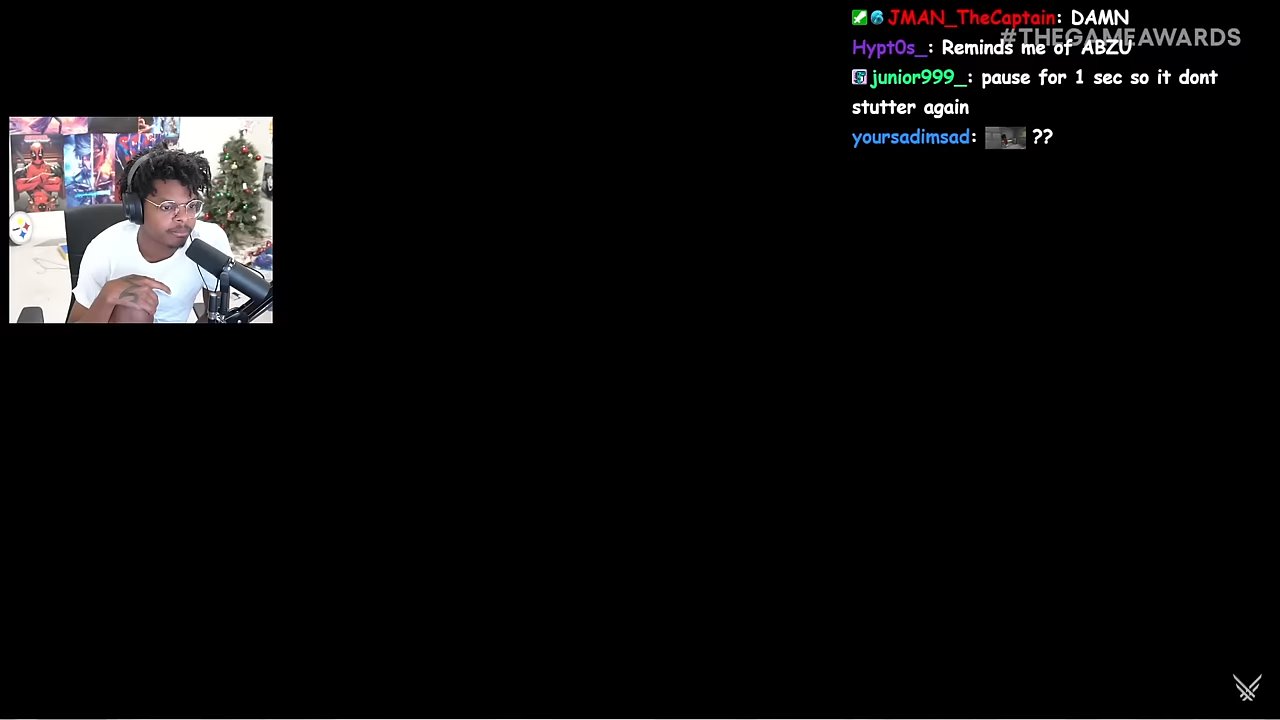 JMAN_TheCaptain: DAMN
#THEGAMEAWARDS
Hypt0s_: Reminds me of ABZU
junior999_: pause for 1 sec so it dont
stutter again
yoursadimsad: ??